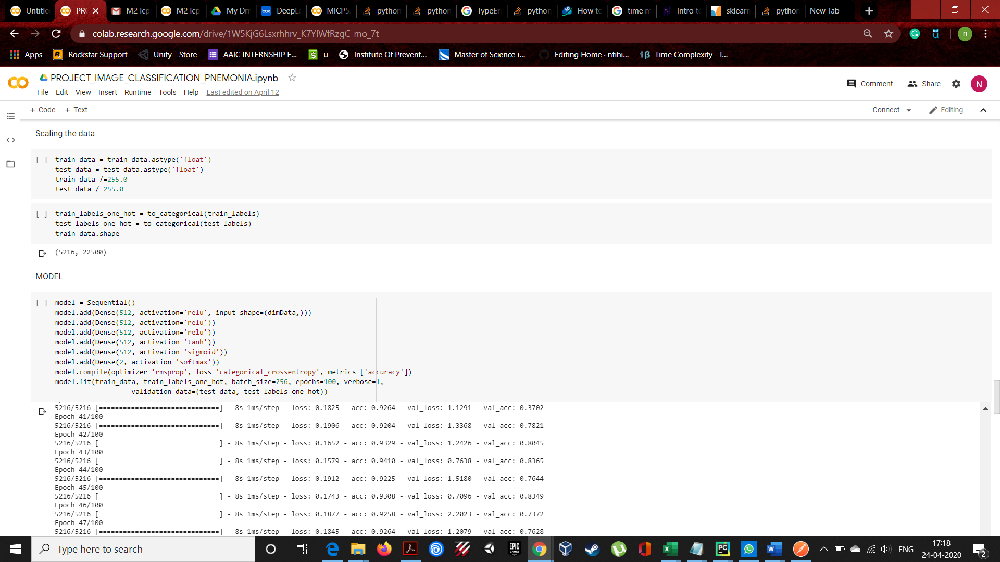 Untitle
PR
M2 Icp
M2 Icp
My Dri
box
DeepLe
MICP5.
python
python
TypeEr
python
How to
time m
Intro to
sklearn
python
New Tab
colab.research.google.com/drive/1W5KjG6Lsxrhhrv_K7YlWfRzgC-mo_7t-
n
Apps
Rockstar Support
Unity - Store
AAIC INTERNSHIP E...
u
Institute Of Prevent...
Master of Science i...
Editing Home · ntihi...
iβ
Time Complexity - I...
PROJECT_IMAGE_CLASSIFICATION_PNEMONIA.ipynb
Comment
Share
N
File Edit View Insert Runtime Tools Help Last edited on April 12
+ Code + Text
Connect
Editing
Scaling the data
[ ] train_data = train_data.astype('float')
test_data = test_data.astype('float')
train_data /=255.0
test_data /=255.0
[ ] train_labels_one_hot = to_categorical(train_labels)
test_labels_one_hot = to_categorical(test_labels)
train_data.shape
(5216, 22500)
MODEL
[ ] model = Sequential()
model.add(Dense(512, activation='relu', input_shape=(dimData,)))
model.add(Dense(512, activation='relu'))
model.add(Dense(512, activation='relu'))
model.add(Dense(512, activation='tanh'))
model.add(Dense(512, activation='sigmoid'))
model.add(Dense(2, activation='softmax'))
model.compile(optimizer='rmsprop', loss='categorical_crossentropy', metrics=['accuracy'])
model.fit(train_data, train_labels_one_hot, batch_size=256, epochs=100, verbose=1,
validation_data=(test_data, test_labels_one_hot))
5216/5216 [==============================] - 8s 1ms/step - loss: 0.1825 - acc: 0.9264 - val_loss: 1.1291 - val_acc: 0.3702
Epoch 41/100
5216/5216 [==============================] - 8s 1ms/step - loss: 0.1906 - acc: 0.9204 - val_loss: 1.3368 - val_acc: 0.7821
Epoch 42/100
5216/5216 [==============================] - 8s 1ms/step - loss: 0.1652 - acc: 0.9329 - val_loss: 1.2426 - val_acc: 0.8045
Epoch 43/100
5216/5216 [==============================] - 8s 1ms/step - loss: 0.1579 - acc: 0.9410 - val_loss: 0.7638 - val_acc: 0.8365
Epoch 44/100
5216/5216 [==============================] - 8s 1ms/step - loss: 0.1912 - acc: 0.9225 - val_loss: 1.5180 - val_acc: 0.7644
Epoch 45/100
5216/5216 [==============================] - 8s 1ms/step - loss: 0.1743 - acc: 0.9308 - val_loss: 0.7096 - val_acc: 0.8349
Epoch 46/100
5216/5216 [==============================] - 8s 1ms/step - loss: 0.1877 - acc: 0.9258 - val_loss: 2.2023 - val_acc: 0.7372
Epoch 47/100
5216/5216 [==============================] - 8s 1ms/step - loss: 0.1845 - acc: 0.9264 - val_loss: 1.2079 - val_acc: 0.7628
Type here to search
EPIC GAMES
PC
ENG
17:18
24-04-2020
2